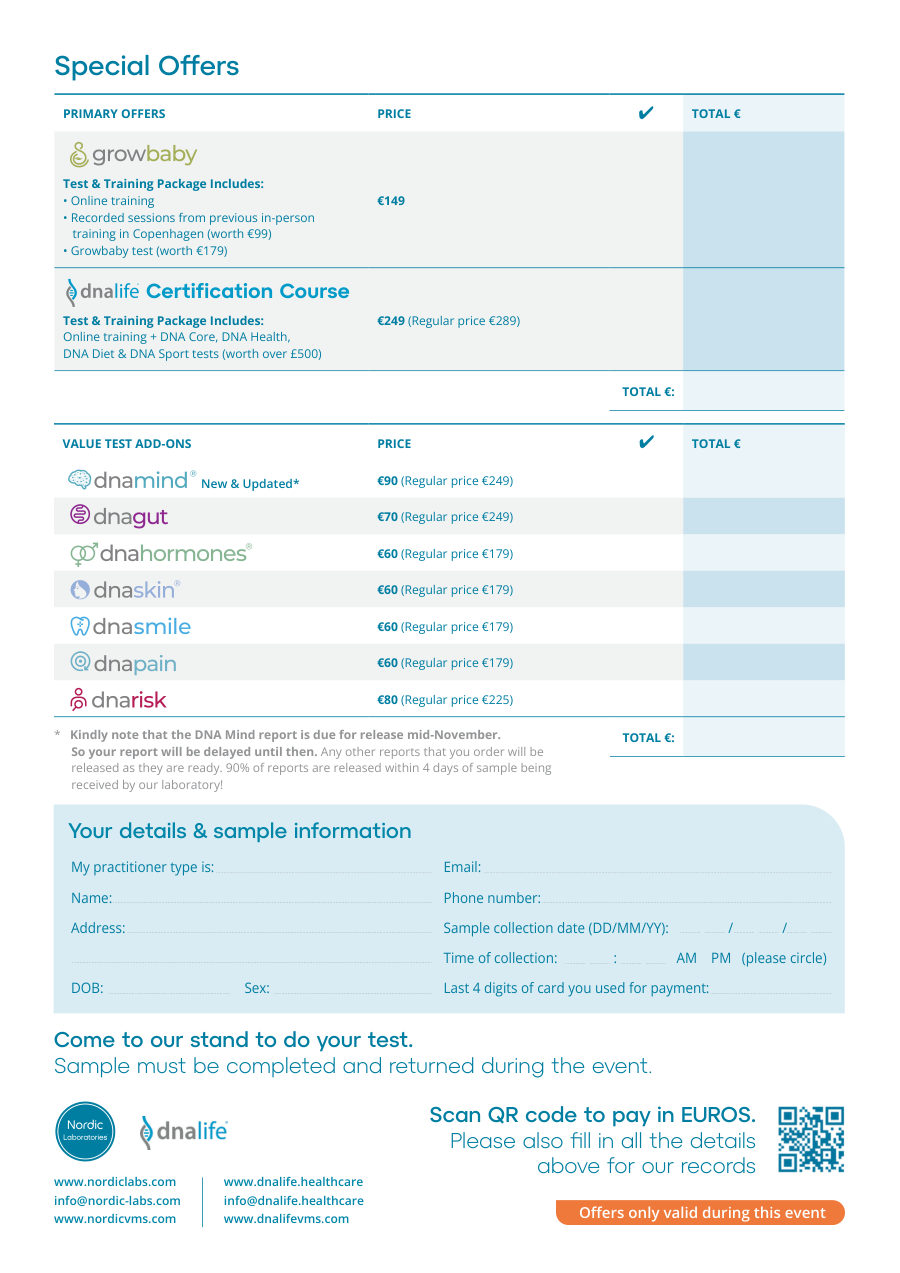 Special Offers
PRIMARY OFFERS PRICE ✔ TOTAL €
growbaby
Test & Training Package Includes:
• Online training €149
• Recorded sessions from previous in-person
training in Copenhagen (worth €99)
• Growbaby test (worth €179)
dnalife Certification Course
Test & Training Package Includes: €249 (Regular price €289)
Online training + DNA Core, DNA Health,
DNA Diet & DNA Sport tests (worth over £500)
TOTAL €:
VALUE TEST ADD-ONS PRICE ✔ TOTAL €
dnamind® New & Updated* €90 (Regular price €249)
dnagut €70 (Regular price €249)
dnahormones® €60 (Regular price €179)
dnaskin® €60 (Regular price €179)
dnasmile €60 (Regular price €179)
dnapain €60 (Regular price €179)
dnarisk €80 (Regular price €225)
* Kindly note that the DNA Mind report is due for release mid-November. TOTAL €:
So your report will be delayed until then. Any other reports that you order will be
released as they are ready. 90% of reports are released within 4 days of sample being
received by our laboratory!
Your details & sample information
My practitioner type is: Email:
Name: Phone number:
Address: Sample collection date (DD/MM/YY): / /
Time of collection: : AM PM (please circle)
DOB: Sex: Last 4 digits of card you used for payment:
Come to our stand to do your test.
Sample must be completed and returned during the event.
Nordic
Laboratories
dnalife
Scan QR code to pay in EUROS.
Please also fill in all the details
above for our records
www.nordiclabs.com www.dnalife.healthcare
info@nordic-labs.com info@dnalife.healthcare
www.nordicvms.com www.dnalifevms.com
Offers only valid during this event